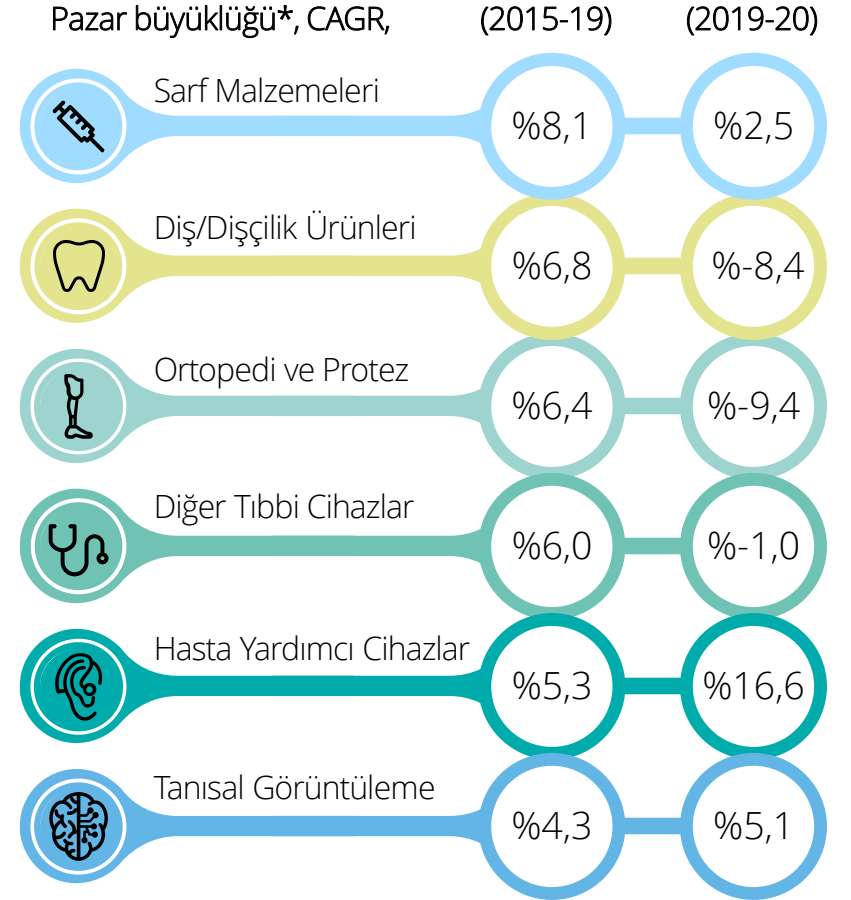 Pazar büyüklüğü*, CAGR, (2015-19) (2019-20)
Sarf Malzemeleri
%8,1 %2,5
Diş/Dişçilik Ürünleri
%6,8 %-8,4
Ortopedi ve Protez
%6,4 %-9,4
Diğer Tıbbi Cihazlar
%6,0 %-1,0
Hasta Yardımcı Cihazlar
%5,3 %16,6
Tanısal Görüntüleme
%4,3 %5,1